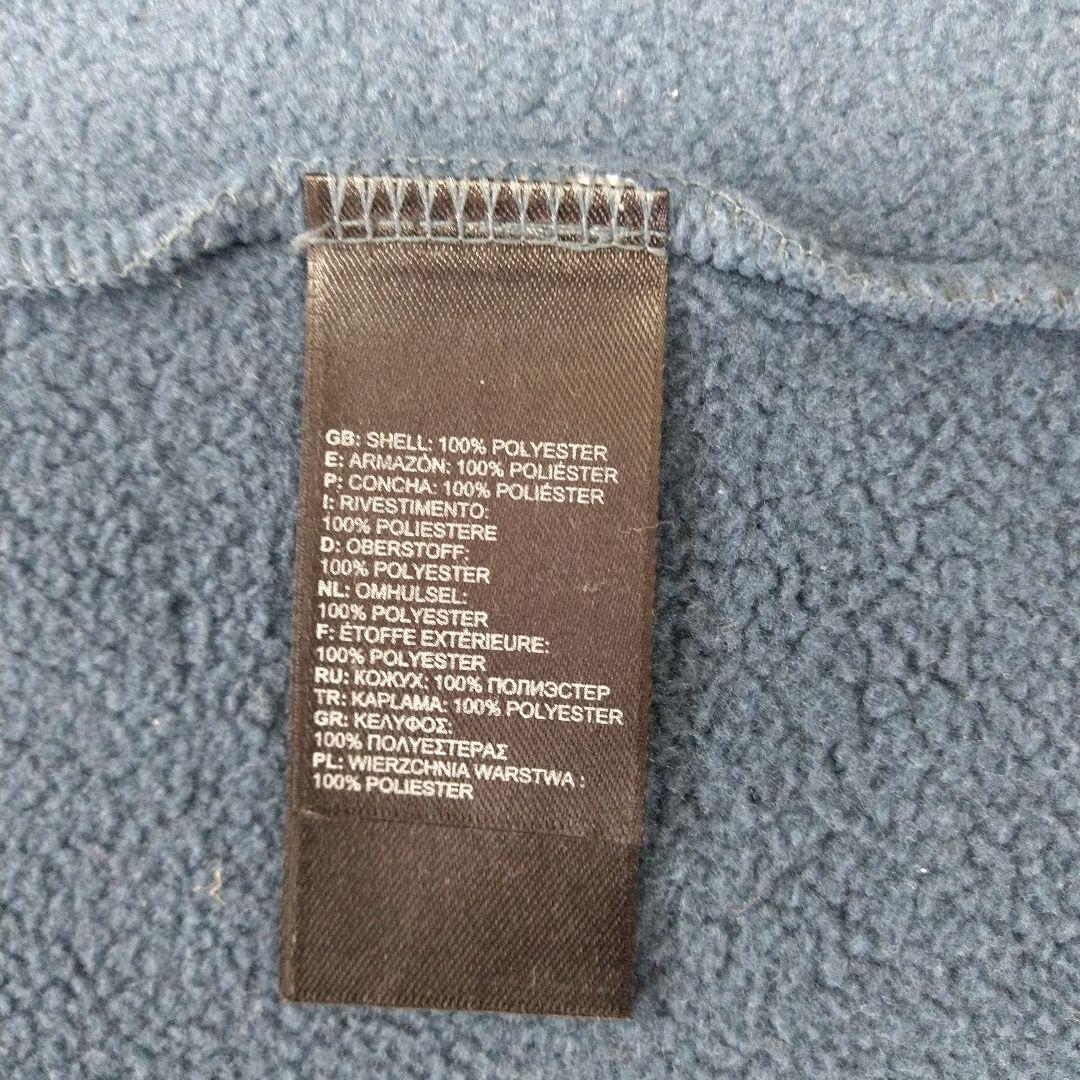 GB: SHELL: 100% POLYESTER
E: ARMAZÓN: 100% POLIÉSTER
P: CONCHA: 100% POLIÉSTER
I: RIVESTIMENTO:
100% POLIESTERE
D: OBERSTOFF:
100% POLYESTER
NL: OMHULSEL:
100% POLYESTER
F: ÉTOFFE EXTÉRIEURE:
100% POLYESTER
RU: КОЖУХ: 100% ПОЛИЭСТЕР
TR: KAPLAMA: 100% POLYESTER
GR: ΚΕΛΥΦΟΣ:
100% ΠΟΛΥΕΣΤΕΡΑΣ
PL: WIERZCHNIA WARSTWA :
100% POLIESTER